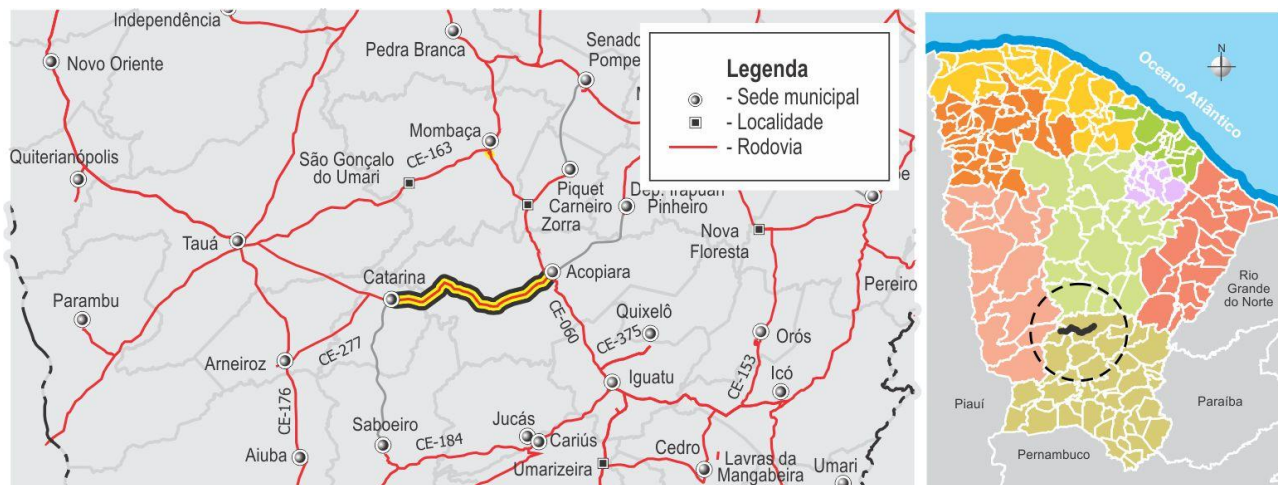 Independência
Pedra Branca
Senado
Pompe
Novo Oriente
Legenda
- Sede municipal
- Localidade
- Rodovia
Mombaça
CE-163
Quiterianópolis
São Gonçalo
do Umari
Piquet
Carneiro
Dep. Irapuan
Pinheiro
Zorra
Tauá
Nova
Floresta
Catarina
Acopiara
Pereiro
Parambu
CE-060
Quixelô
CE-375
Orós
CE-277
Arneiroz
CE-153
Icó
Iguatu
CE-176
Saboeiro
CE-184
Jucás
Cariús
Cedro
Aiuba
Umarizeira
Lavras da
Mangabeira
Umari
N
Oceano Atlântico
Rio
Grande
do Norte
Piauí
Paraíba
Pernambuco